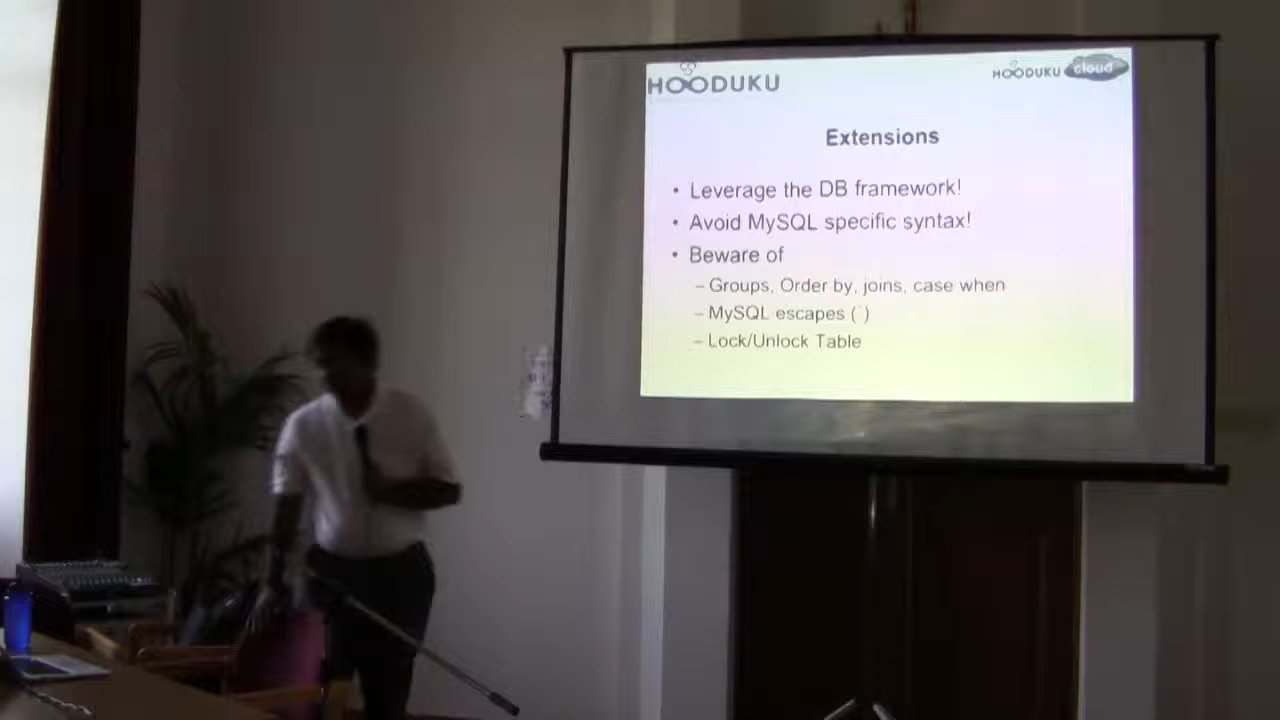 HOODUKU
HOODUKU cloud
Extensions
• Leverage the DB framework!
• Avoid MySQL specific syntax!
• Beware of
– Groups, Order by, joins, case when
– MySQL escapes (`)
– Lock/Unlock Table